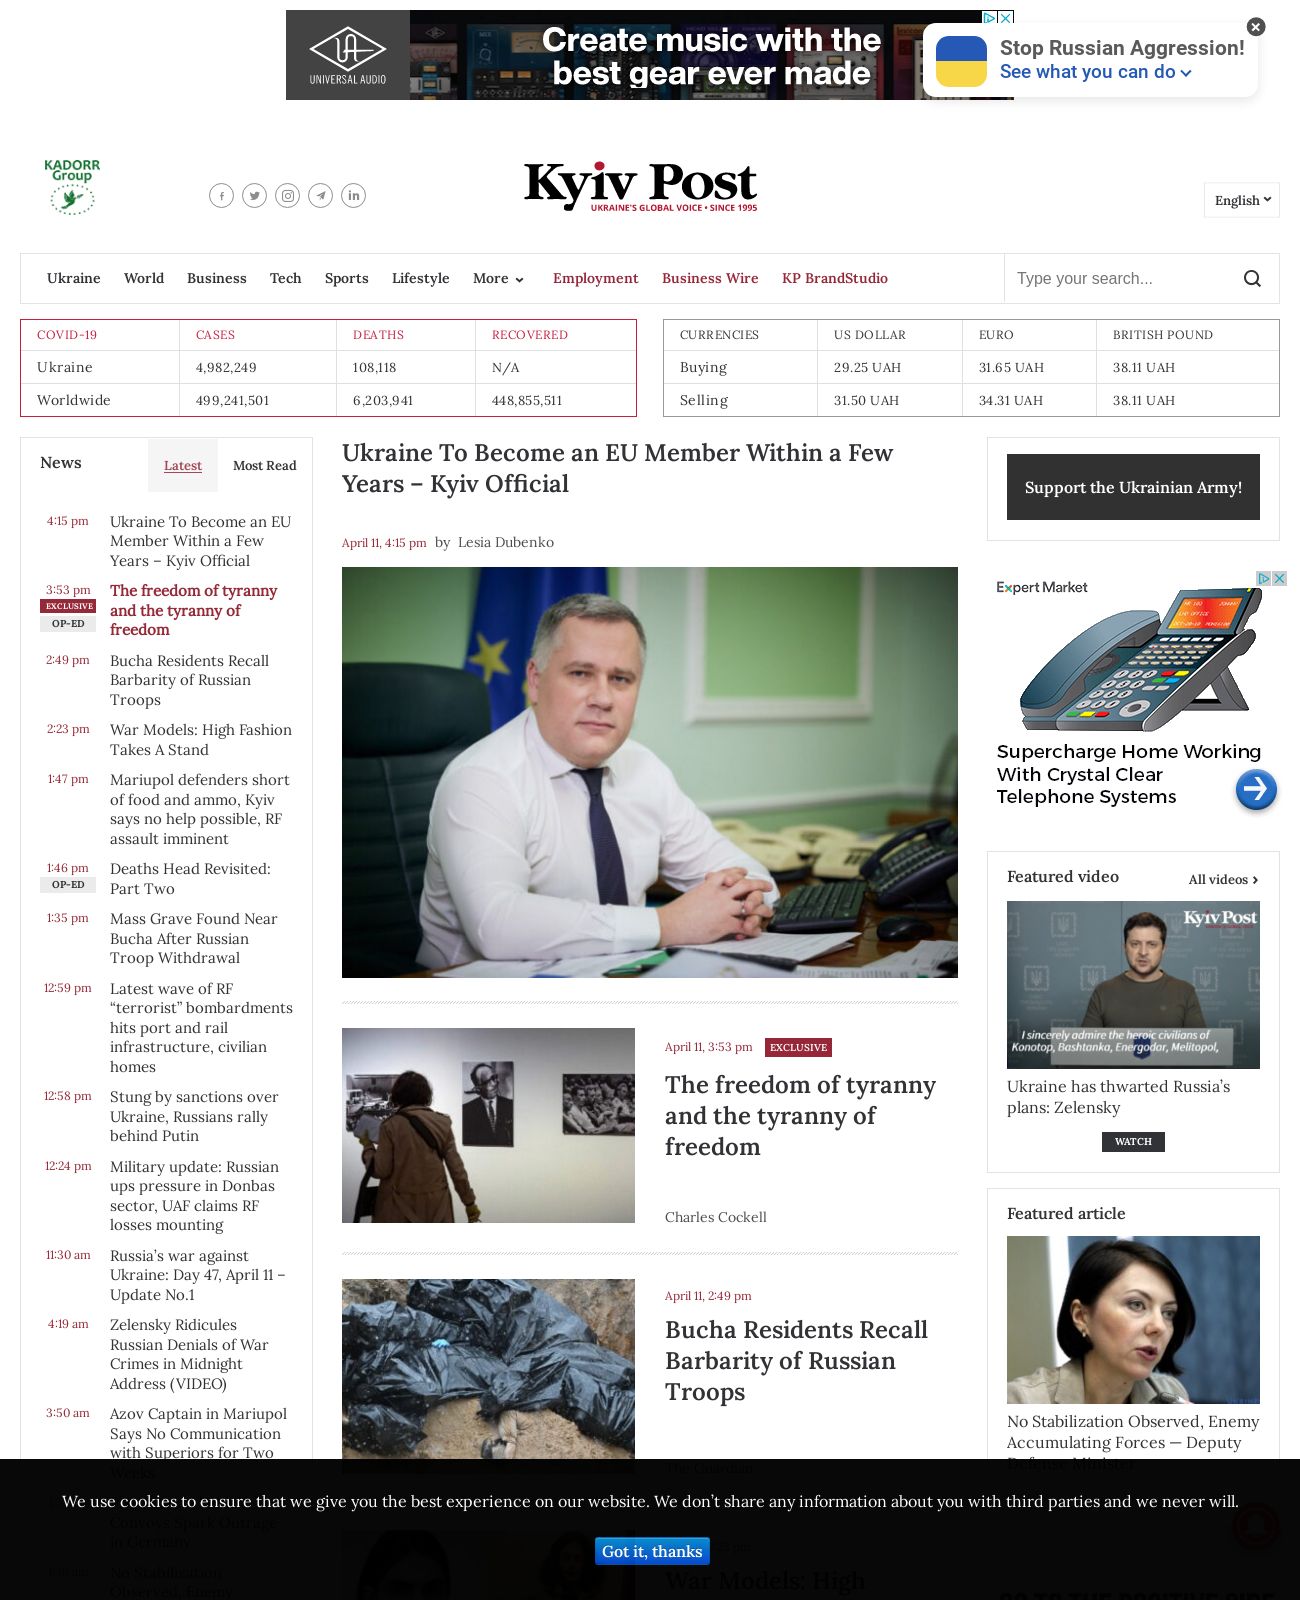 UNIVERSAL AUDIO
Create music with the
best gear ever made
Stop Russian Aggression!
See what you can do
KADORR
Group
Kyiv Post
UKRAINE'S GLOBAL VOICE • SINCE 1995
English
Ukraine World Business Tech Sports Lifestyle More Employment Business Wire KP BrandStudio
Type your search...
COVID-19 CASES DEATHS RECOVERED
Ukraine 4,982,249 108,118 N/A
Worldwide 499,241,501 6,203,941 448,855,511
CURRENCIES US DOLLAR EURO BRITISH POUND
Buying 29.25 UAH 31.65 UAH 38.11 UAH
Selling 31.50 UAH 34.31 UAH 38.11 UAH
News Latest Most Read
4:15 pm Ukraine To Become an EU
Member Within a Few
Years – Kyiv Official
3:53 pm The freedom of tyranny
EXCLUSIVE and the tyranny of
OP-ED freedom
2:49 pm Bucha Residents Recall
Barbarity of Russian
Troops
2:23 pm War Models: High Fashion
Takes A Stand
1:47 pm Mariupol defenders short
of food and ammo, Kyiv
says no help possible, RF
assault imminent
1:46 pm Deaths Head Revisited:
OP-ED Part Two
1:35 pm Mass Grave Found Near
Bucha After Russian
Troop Withdrawal
12:59 pm Latest wave of RF
“terrorist” bombardments
hits port and rail
infrastructure, civilian
homes
12:58 pm Stung by sanctions over
Ukraine, Russians rally
behind Putin
12:24 pm Military update: Russian
ups pressure in Donbas
sector, UAF claims RF
losses mounting
11:30 am Russia’s war against
Ukraine: Day 47, April 11 –
Update No.1
4:19 am Zelensky Ridicules
Russian Denials of War
Crimes in Midnight
Address (VIDEO)
3:50 am Azov Captain in Mariupol
Says No Communication
with Superiors for Two
Weeks
Convoys Spark Outrage
in Germany
No Stabilization
Observed, Enemy
Ukraine To Become an EU Member Within a Few
Years – Kyiv Official
April 11, 4:15 pm by Lesia Dubenko
April 11, 3:53 pm EXCLUSIVE
The freedom of tyranny
and the tyranny of
freedom
Charles Cockell
April 11, 2:49 pm
Bucha Residents Recall
Barbarity of Russian
Troops
The Guardian
War Models: High
Support the Ukrainian Army!
Expert Market
Supercharge Home Working
With Crystal Clear
Telephone Systems
Featured video All videos
Kyiv Post
I sincerely admire the heroic civilians of
Konotop, Bashtanka, Energodar, Melitopol,
Ukraine has thwarted Russia’s
plans: Zelensky
WATCH
Featured article
No Stabilization Observed, Enemy
Accumulating Forces — Deputy
Defense Minister
We use cookies to ensure that we give you the best experience on our website. We don’t share any information about you with third parties and we never will.
Got it, thanks